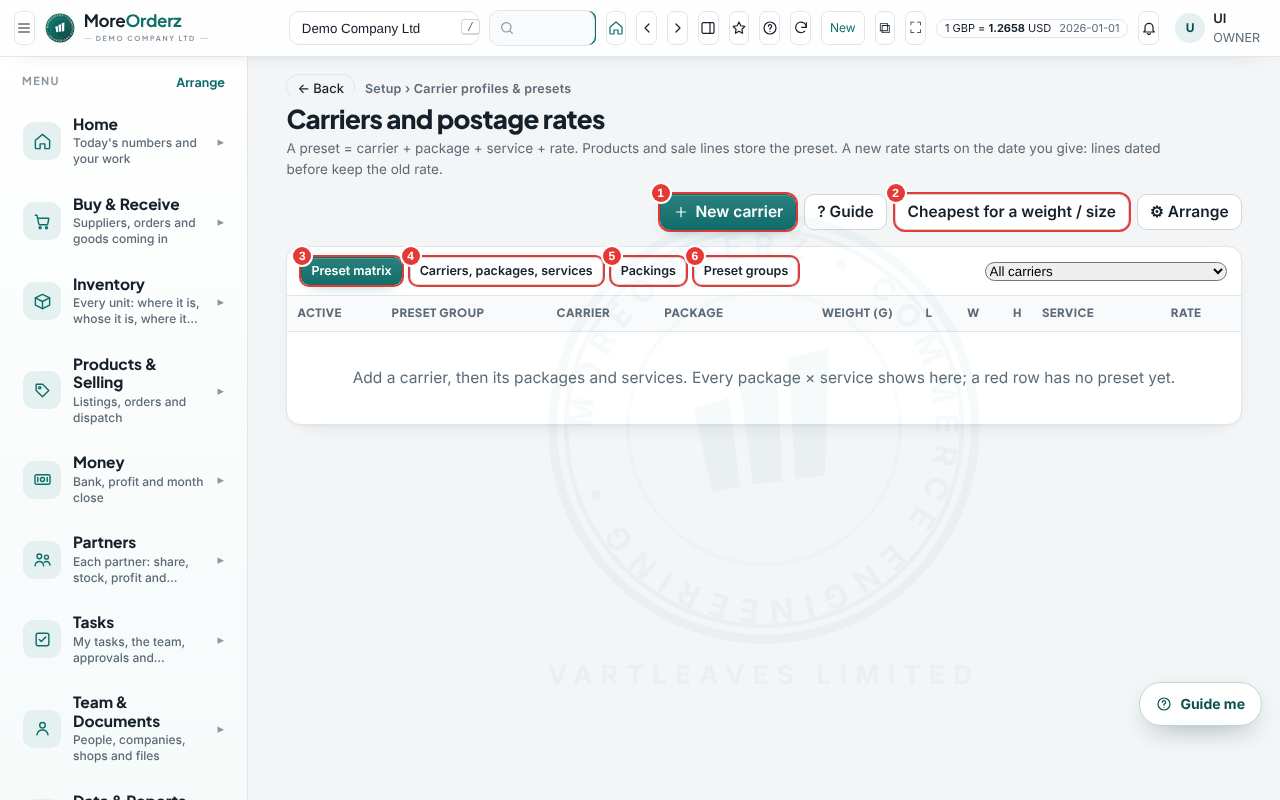 MoreOrderz
— DEMO COMPANY LTD —
Demo Company Ltd /
New
1 GBP = 1.2658 USD 2026-01-01
U
UI
OWNER
MENU
Arrange
Home
Today's numbers and
your work
Buy & Receive
Suppliers, orders and
goods coming in
Inventory
Every unit: where it is,
whose it is, where it...
Products &
Selling
Listings, orders and
dispatch
Money
Bank, profit and month
close
Partners
Each partner: share,
stock, profit and...
Tasks
My tasks, the team,
approvals and...
Team &
Documents
People, companies,
shops and files
← Back Setup › Carrier profiles & presets
Carriers and postage rates
A preset = carrier + package + service + rate. Products and sale lines store the preset. A new rate starts on the date you give: lines dated
before keep the old rate.
1 + New carrier ? Guide 2 Cheapest for a weight / size ⚙ Arrange
3 Preset matrix 4 Carriers, packages, services 5 Packings 6 Preset groups All carriers
ACTIVE PRESET GROUP CARRIER PACKAGE WEIGHT (G) L W H SERVICE RATE
Add a carrier, then its packages and services. Every package × service shows here; a red row has no preset yet.
COMMERCE ENGINEERING
VARTLEAVES LIMITED
Guide me